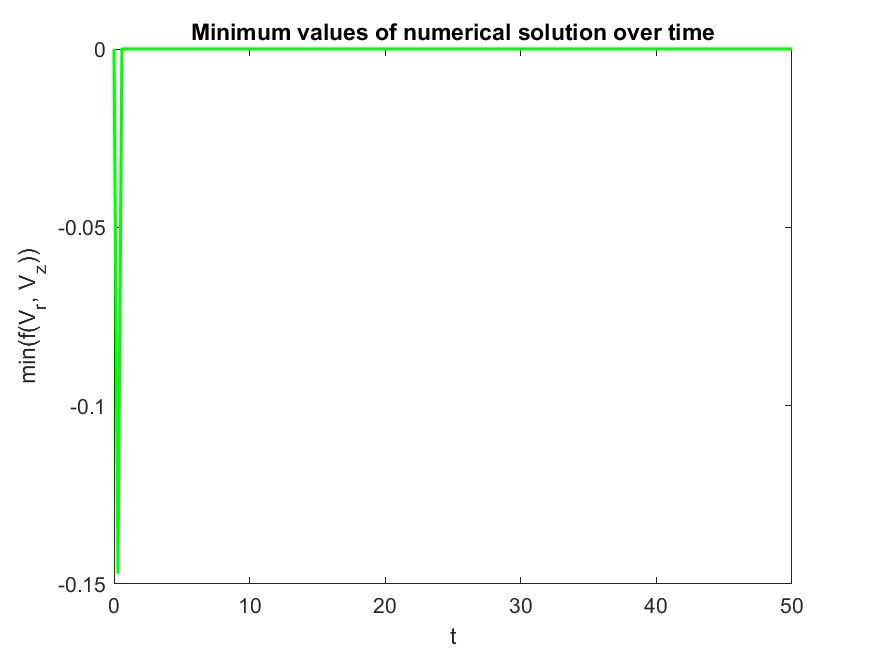 Minimum values of numerical solution over time
0
-0.05
-0.1
-0.15
min(f(V_r, V_z))
0 10 20 30 40 50
t